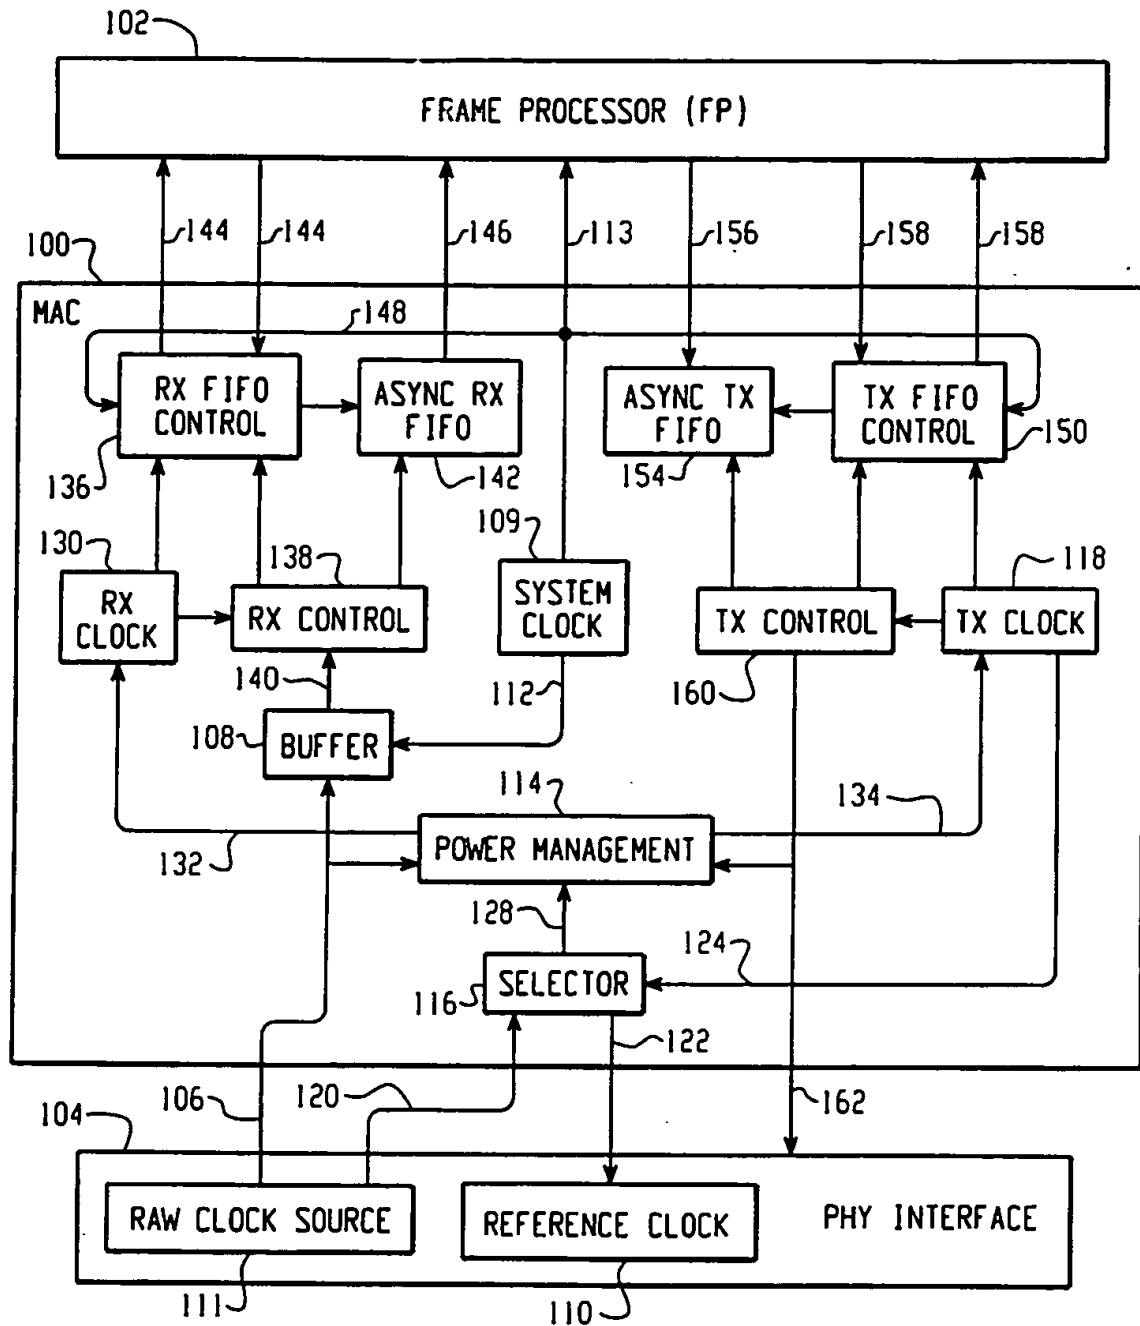 102
FRAME PROCESSOR (FP)
144
144
146
113
156
158
158
100
MAC
148
RX FIFO
CONTROL
ASYNC RX
FIFO
ASYNC TX
FIFO
TX FIFO
CONTROL
136
142
154
150
109
130
138
118
RX
CLOCK
RX CONTROL
SYSTEM
CLOCK
TX CONTROL
TX CLOCK
140
112
160
108
BUFFER
114
134
132
POWER MANAGEMENT
128
124
116
SELECTOR
122
106
120
162
104
RAW CLOCK SOURCE
REFERENCE CLOCK
PHY INTERFACE
111
110